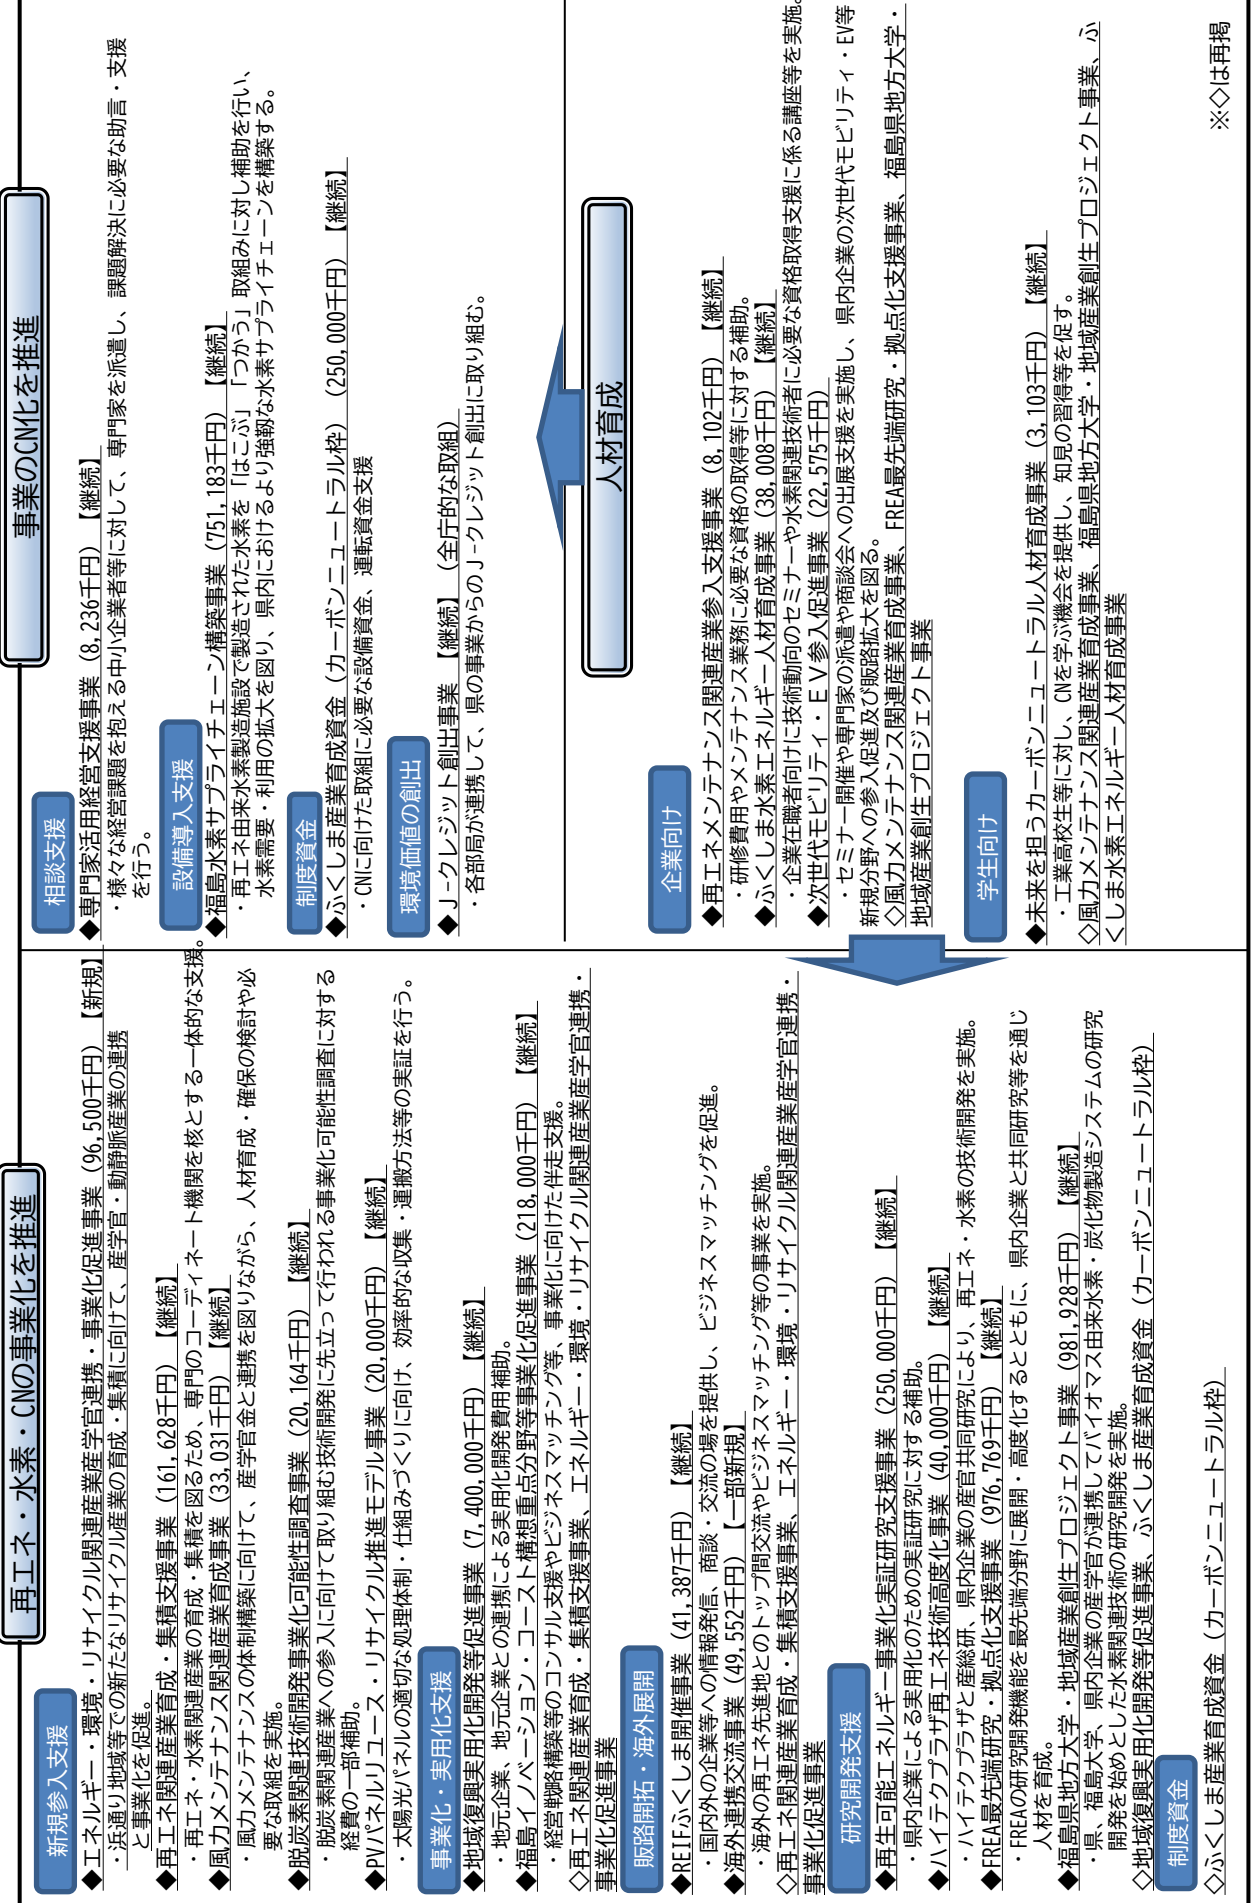 再エネ・水素・CNの事業化を推進
新規参入支援
◆エネルギー・環境・リサイクル関連産業産学官連携・事業化促進事業（96,500千円）【新規】
・浜通り地域等での新たなリサイクル産業の育成・集積に向けて、産学官・動静脈産業の連携
と事業化を促進。
◆再エネ関連産業育成・集積支援事業（161,628千円）【継続】
・再エネ・水素関連産業の育成・集積を図るため、専門のコーディネート機関を核とする一体的な支援。
◆風力メンテナンス関連産業育成事業（33,031千円）【継続】
・風力メンテナンスの体制構築に向けて、産学官金と連携を図りながら、人材育成・確保の検討や必
要な取組を実施。
◆脱炭素関連技術開発事業化可能性調査事業（20,164千円）【継続】
・脱炭素関連産業への参入に向けて取り組む技術開発に先立って行われる事業化可能性調査に対する
経費の一部補助。
◆PVパネルリユース・リサイクル推進モデル事業（20,000千円）【継続】
・太陽光パネルの適切な処理体制・仕組みづくりに向け、効率的な収集・運搬方法等の実証を行う。
事業化・実用化支援
◆地域復興実用化開発等促進事業（7,400,000千円）【継続】
・地元企業、地元企業との連携による実用化開発費用補助。
◆福島イノベーション・コースト構想重点分野等事業化促進事業（218,000千円）【継続】
・経営戦略構築等のコンサル支援やビジネスマッチング等、事業化に向けた伴走支援。
◇再エネ関連産業育成・集積支援事業、エネルギー・環境・リサイクル関連産業産学官連携・
事業化促進事業
販路開拓・海外展開
◆REIFふくしま開催事業（41,387千円）【継続】
・国内外の企業等への情報発信、商談・交流の場を提供し、ビジネスマッチングを促進。
◆海外連携交流事業（49,552千円）【一部新規】
・海外の再エネ先進地とのトップ間交流やビジネスマッチング等の事業を実施。
◇再エネ関連産業育成・集積支援事業、エネルギー・環境・リサイクル関連産業産学官連携・
事業化促進事業
研究開発支援
◆再生可能エネルギー事業化実証研究支援事業（250,000千円）【継続】
・県内企業による実用化のための実証研究に対する補助。
◆ハイテクプラザ再エネ技術高度化事業（40,000千円）【継続】
・ハイテクプラザと産総研、県内企業の産官共同研究により、再エネ・水素の技術開発を実施。
◆FREA最先端研究・拠点化支援事業（976,769千円）【継続】
・FREAの研究開発機能を最先端分野に展開・高度化するとともに、県内企業と共同研究等を通じ
人材を育成。
◆福島県地方大学・地域産業創生プロジェクト事業（981,928千円）【継続】
・県、福島大学、県内企業の産学官が連携してバイオマス由来水素・炭化物製造システムの研究
開発を始めとした水素関連技術の研究開発を実施。
◇地域復興実用化開発等促進事業、ふくしま産業育成資金（カーボンニュートラル枠）
制度資金
◇ふくしま産業育成資金（カーボンニュートラル枠）
事業のCN化を推進
相談支援
◆専門家活用経営支援事業（8,236千円）【継続】
・様々な経営課題を抱える中小企業者等に対して、専門家を派遣し、課題解決に必要な助言・支援
を行う。
設備導入支援
◆福島水素サプライチェーン構築事業（751,183千円）【継続】
・再エネ由来水素製造施設で製造された水素を「はこぶ」「つかう」取組みに対し補助を行い、
水素需要・利用の拡大を図り、県内におけるより強靱な水素サプライチェーンを構築する。
制度資金
◆ふくしま産業育成資金（カーボンニュートラル枠）（250,000千円）【継続】
・CNに向けた取組に必要な設備資金、運転資金支援
環境価値の創出
◆J-クレジット創出事業【継続】（全庁的な取組）
・各部局が連携して、県の事業からのJ-クレジット創出に取り組む。
人材育成
企業向け
◆再エネメンテナンス関連産業参入支援事業（8,102千円）【継続】
・研修費用やメンテナンス業務に必要な資格の取得等に対する補助。
◆ふくしま水素エネルギー人材育成事業（38,008千円）【継続】
・企業在職者向けに技術動向のセミナーや水素関連技術者に必要な資格取得支援に係る講座等を実施。
◆次世代モビリティ・EV参入促進事業（22,575千円）
・セミナー開催や専門家の派遣や商談会への出展支援を実施し、県内企業の次世代モビリティ・EV等
新規分野への参入促進及び販路拡大を図る。
◇風力メンテナンス関連産業育成事業、FREA最先端研究・拠点化支援事業、福島県地方大学・
地域産業創生プロジェクト事業
学生向け
◆未来を担うカーボンニュートラル人材育成事業（3,103千円）【継続】
・工業高校生等に対し、CNを学ぶ機会を提供し、知見の習得等を促す。
◇風力メンテナンス関連産業育成事業、福島県地方大学・地域産業創生プロジェクト事業、ふ
くしま水素エネルギー人材育成事業
※◇は再掲